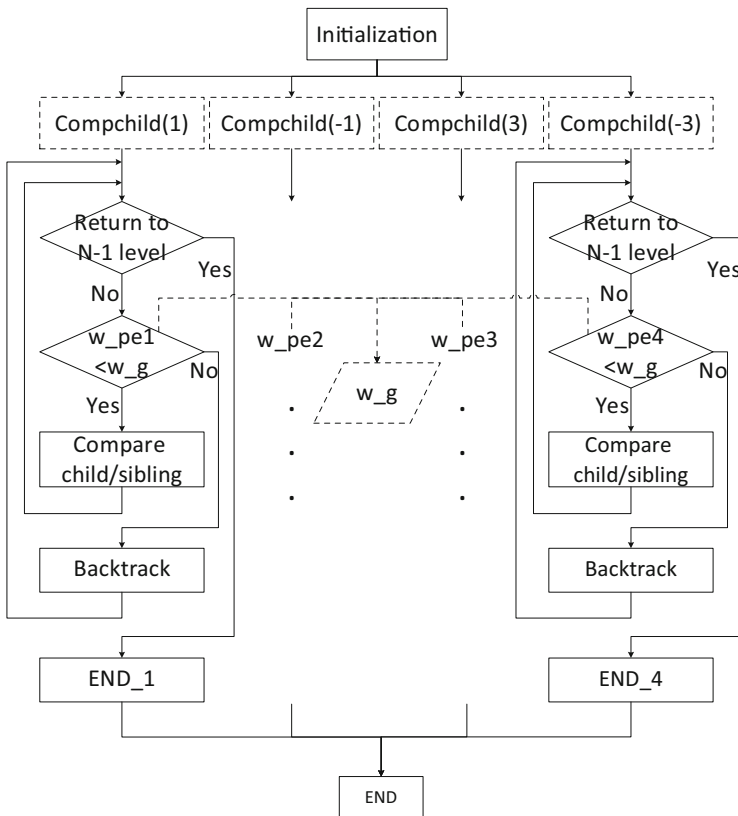 Initialization
Compchild(1)
Compchild(-1)
Compchild(3)
Compchild(-3)
Return to
N-1 level
Yes
No
w_pe1
<w_g
No
Yes
Compare
child/sibling
Backtrack
END_1
w_pe2
w_g
w_pe3
Return to
N-1 level
Yes
No
w_pe4
<w_g
No
Yes
Compare
child/sibling
Backtrack
END_4
END